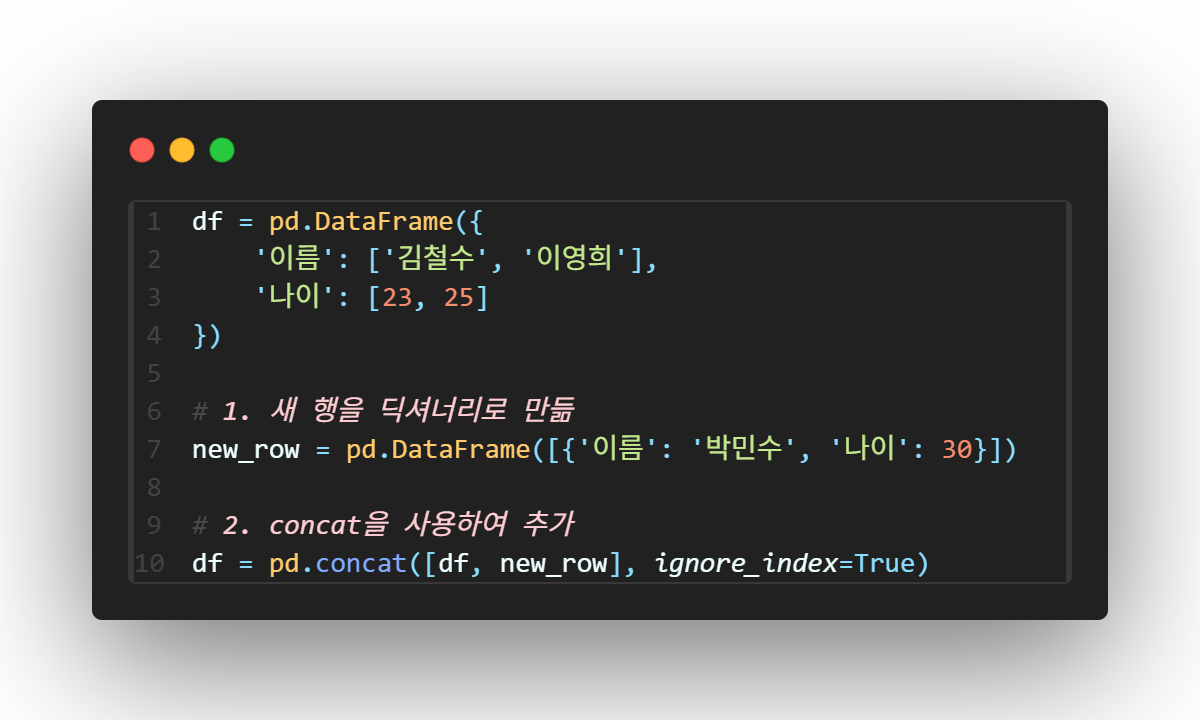 1 df = pd.DataFrame({
2     '이름': ['김철수', '이영희'],
3     '나이': [23, 25]
4 })
5
6 # 1. 새 행을 딕셔너리로 만듦
7 new_row = pd.DataFrame([{'이름': '박민수', '나이': 30}])
8
9 # 2. concat을 사용하여 추가
10 df = pd.concat([df, new_row], ignore_index=True)